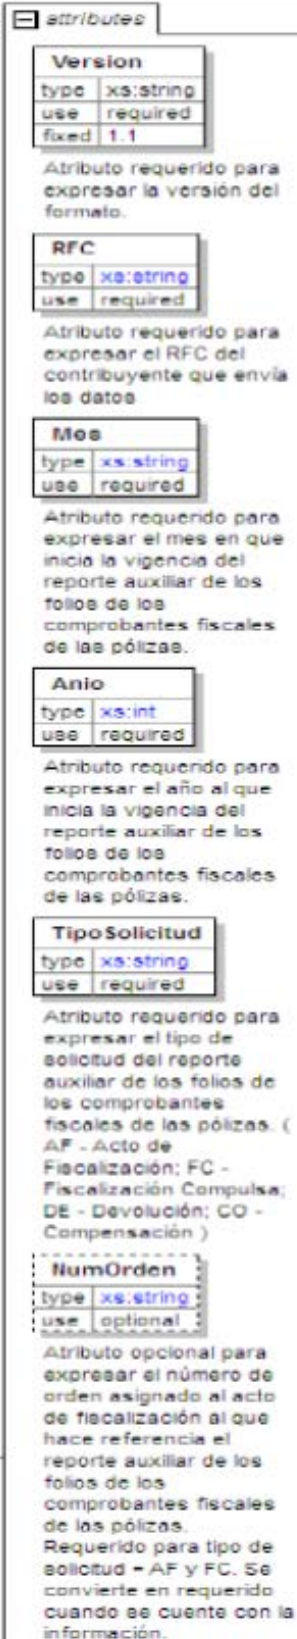 attributes
Version
type xs:string
use required
fixed 1.1
Atributo requerido para
expresar la versión del
formato.
RFC
type xs:string
use required
Atributo requerido para
expresar el RFC del
contribuyente que envía
los datos
Mes
type xs:string
use required
Atributo requerido para
expresar el mes en que
inicia la vigencia del
reporte auxiliar de los
folios de los
comprobantes fiscales
de las pólizas.
Anio
type xs:int
use required
Atributo requerido para
expresar el año al que
inicia la vigencia del
reporte auxiliar de los
folios de los
comprobantes fiscales
de las pólizas.
TipoSolicitud
type xs:string
use required
Atributo requerido para
expresar el tipo de
solicitud del reporte
auxiliar de los folios de
los comprobantes
fiscales de las pólizas. (
AF - Acto de
Fiscalización; FC -
Fiscalización Compulsa;
DE - Devolución; CO -
Compensación )
NumOrden
type xs:string
use optional
Atributo opcional para
expresar el número de
orden asignado al acto
de fiscalización al que
hace referencia el
reporte auxiliar de los
folios de los
comprobantes fiscales
de las pólizas.
Requerido para tipo de
solicitud = AF y FC. Se
convierte en requerido
cuando se cuente con la
información.